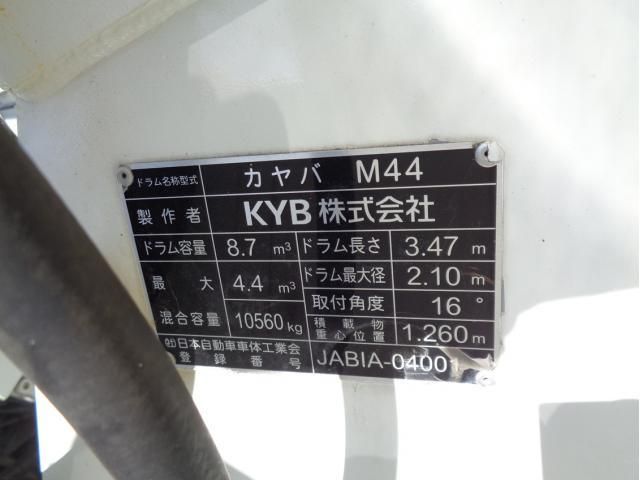 ドラム名称型式 カヤバ M44
製作者 KYB株式会社
ドラム容量 8.7 m³ ドラム長さ 3.47 m
最大 4.4 m³ ドラム最大径 2.10 m
混合容量 10560 kg 取付角度 16°
積載物重心位置 1.260 m
㈳日本自動車車体工業会
登録番号 JABIA-0400